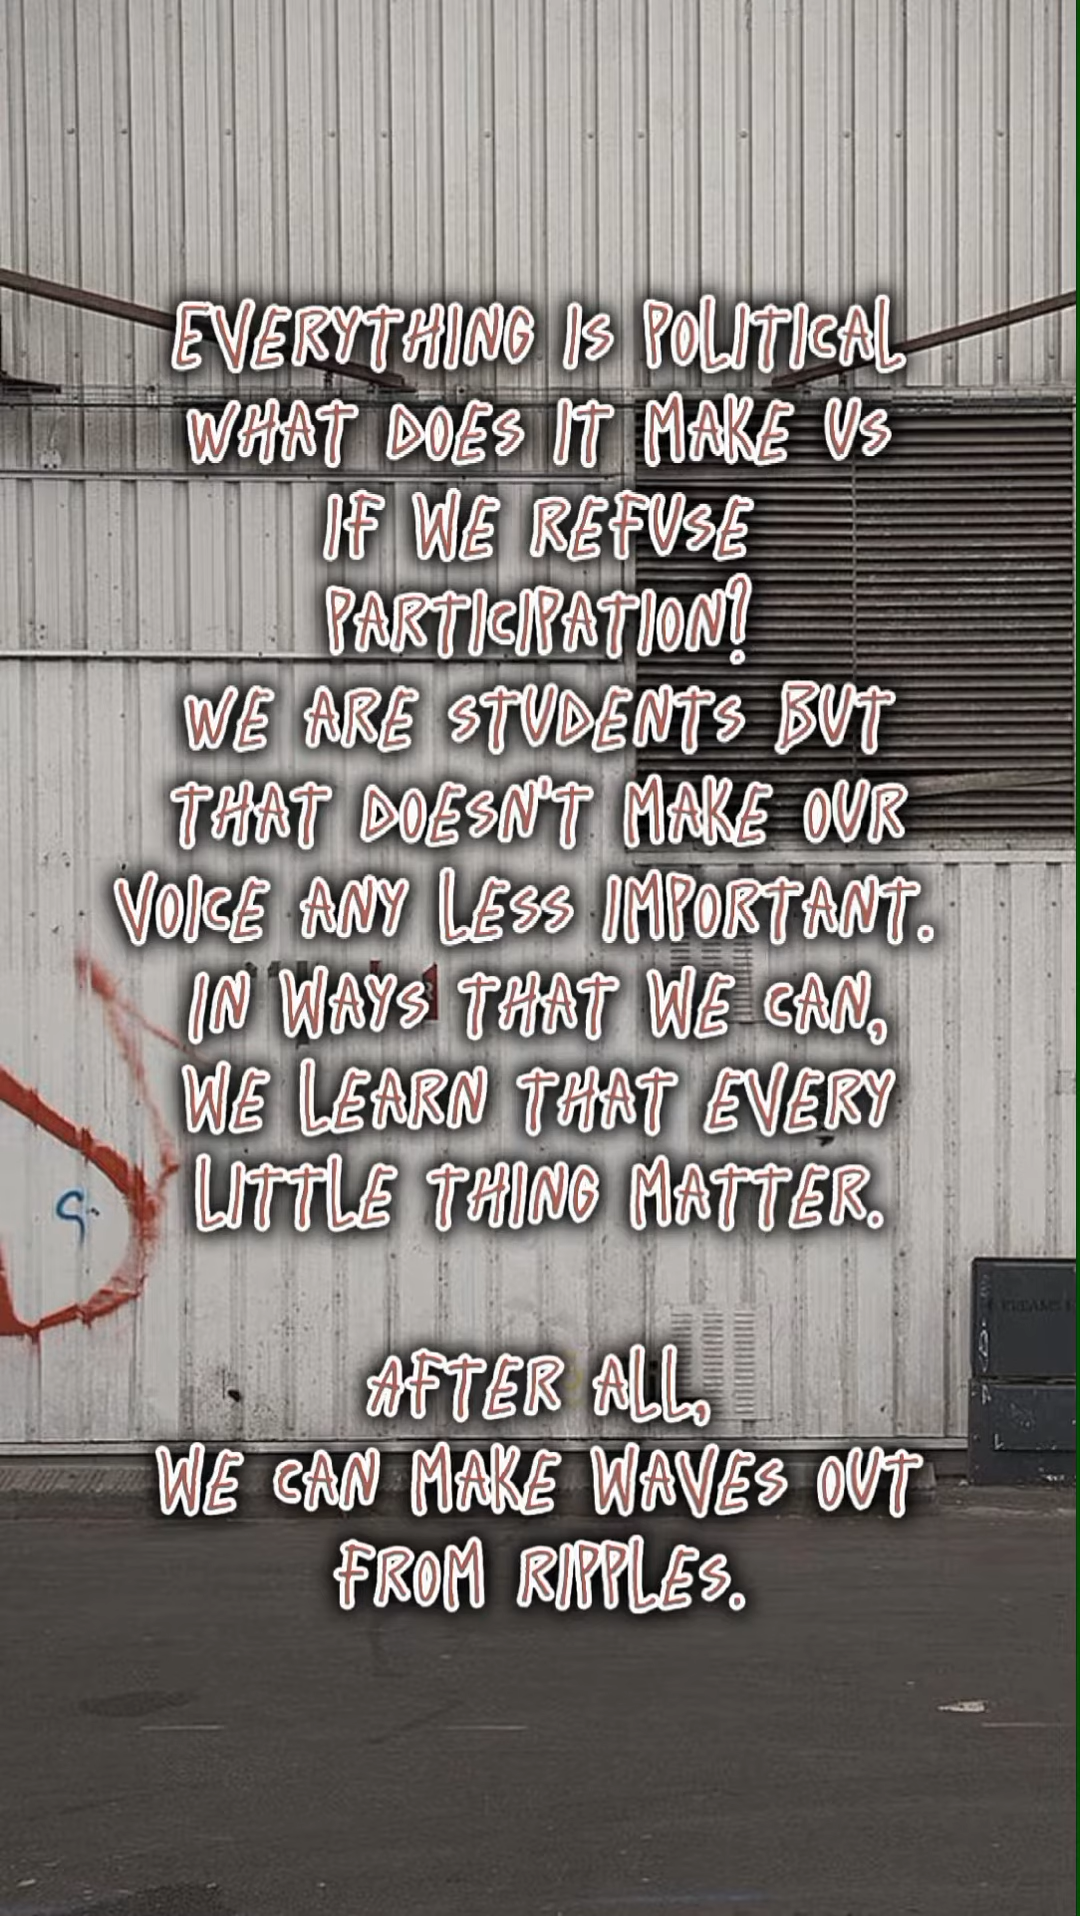 EVERYTHING IS POLITICAL
WHAT DOES IT MAKE US
IF WE REFUSE
PARTICIPATION?
WE ARE STUDENTS BUT
THAT DOESN'T MAKE OUR
VOICE ANY LESS IMPORTANT.
IN WAYS THAT WE CAN,
WE LEARN THAT EVERY
LITTLE THING MATTER.
AFTER ALL,
WE CAN MAKE WAVES OUT
FROM RIPPLES.